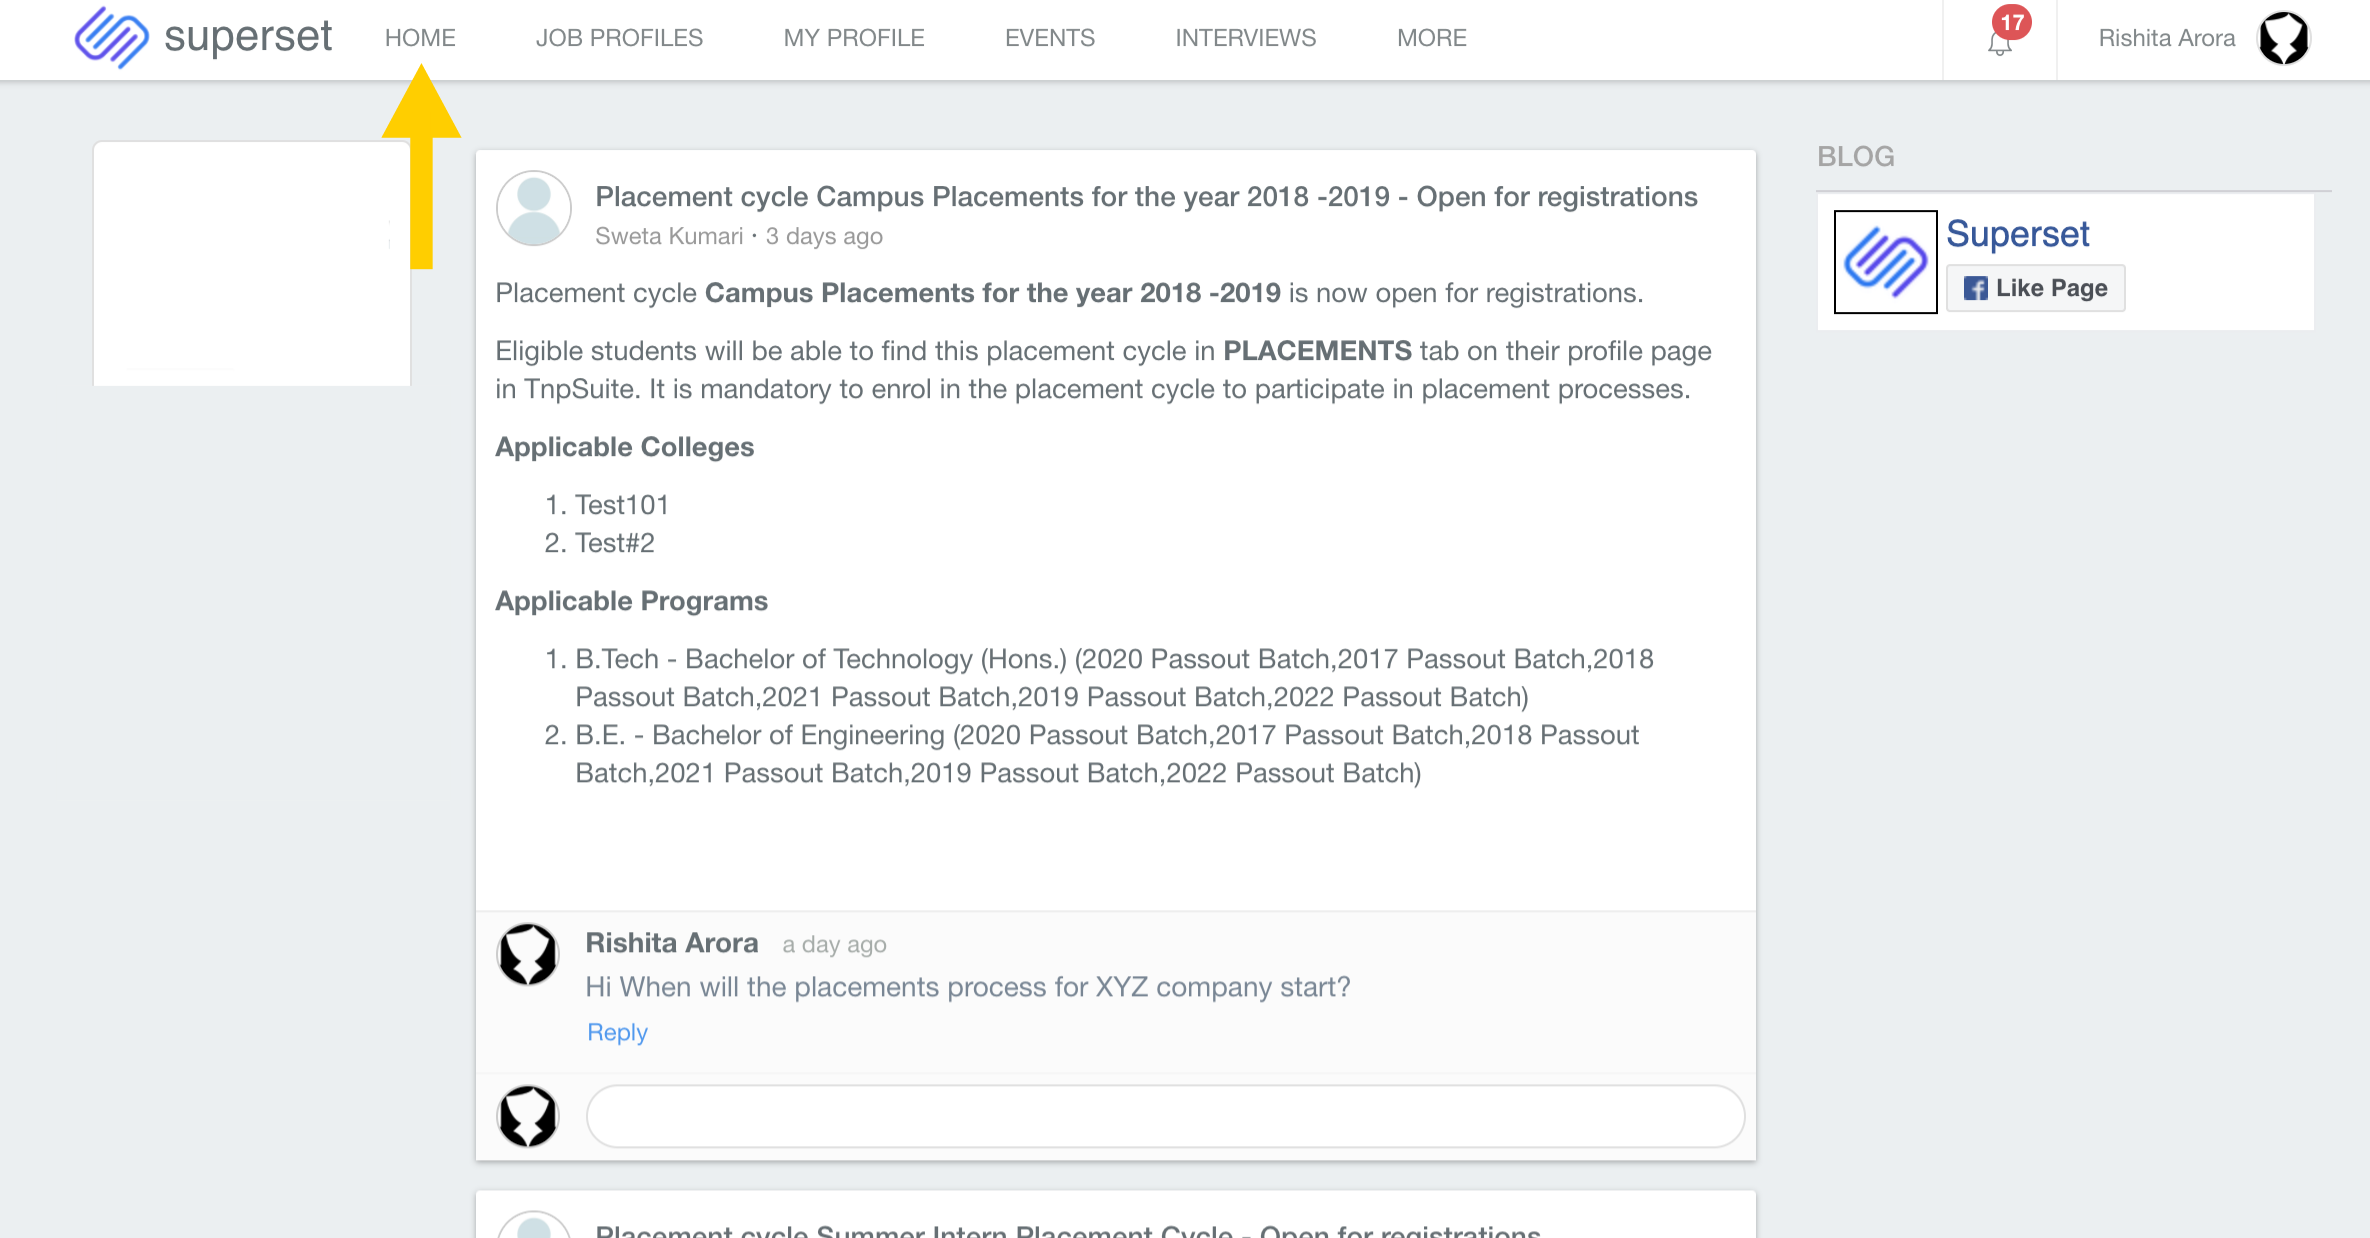 superset
HOME
JOB PROFILES
MY PROFILE
EVENTS
INTERVIEWS
MORE
17
Rishita Arora
Placement cycle Campus Placements for the year 2018 -2019 - Open for registrations
Sweta Kumari · 3 days ago
Placement cycle Campus Placements for the year 2018 -2019 is now open for registrations.
Eligible students will be able to find this placement cycle in PLACEMENTS tab on their profile page
in TnpSuite. It is mandatory to enrol in the placement cycle to participate in placement processes.
Applicable Colleges
1. Test101
2. Test#2
Applicable Programs
1. B.Tech - Bachelor of Technology (Hons.) (2020 Passout Batch,2017 Passout Batch,2018
Passout Batch,2021 Passout Batch,2019 Passout Batch,2022 Passout Batch)
2. B.E. - Bachelor of Engineering (2020 Passout Batch,2017 Passout Batch,2018 Passout
Batch,2021 Passout Batch,2019 Passout Batch,2022 Passout Batch)
Rishita Arora a day ago
Hi When will the placements process for XYZ company start?
Reply
Placement cycle Summer Intern Placement Cycle - Open for registrations
BLOG
Superset
Like Page